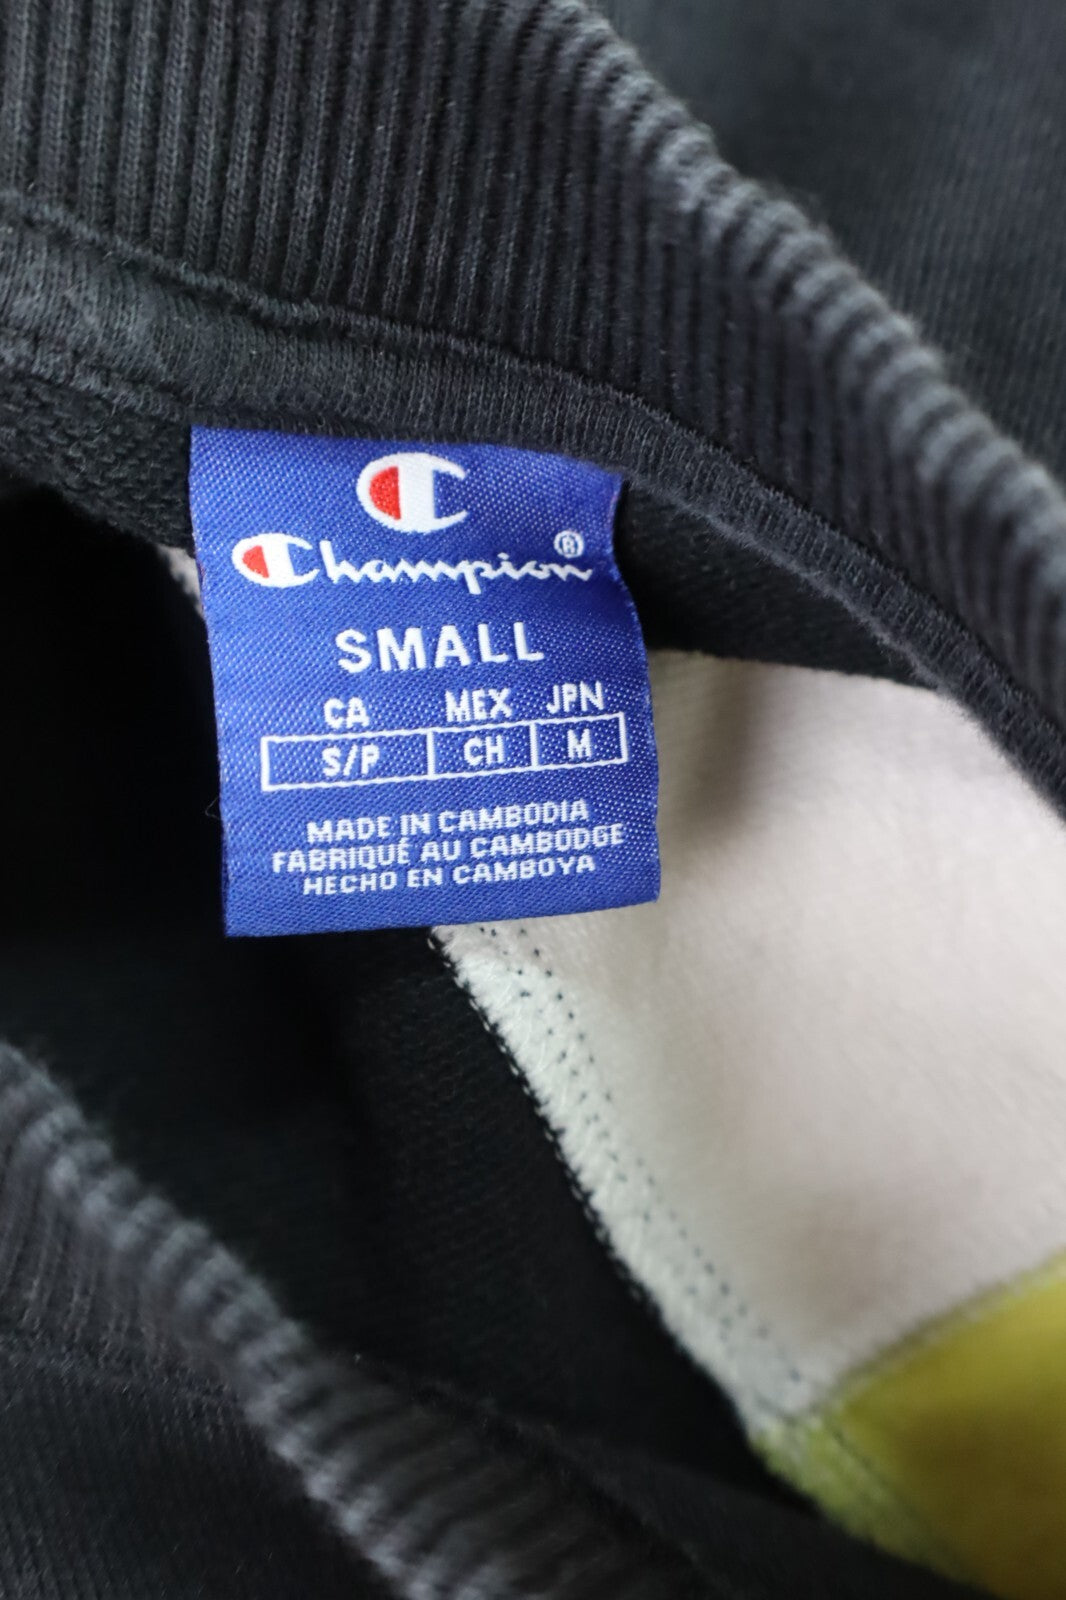 Champion®
SMALL
CA MEX JPN
S/P CH M
MADE IN CAMBODIA
FABRIQUÉ AU CAMBODGE
HECHO EN CAMBOYA